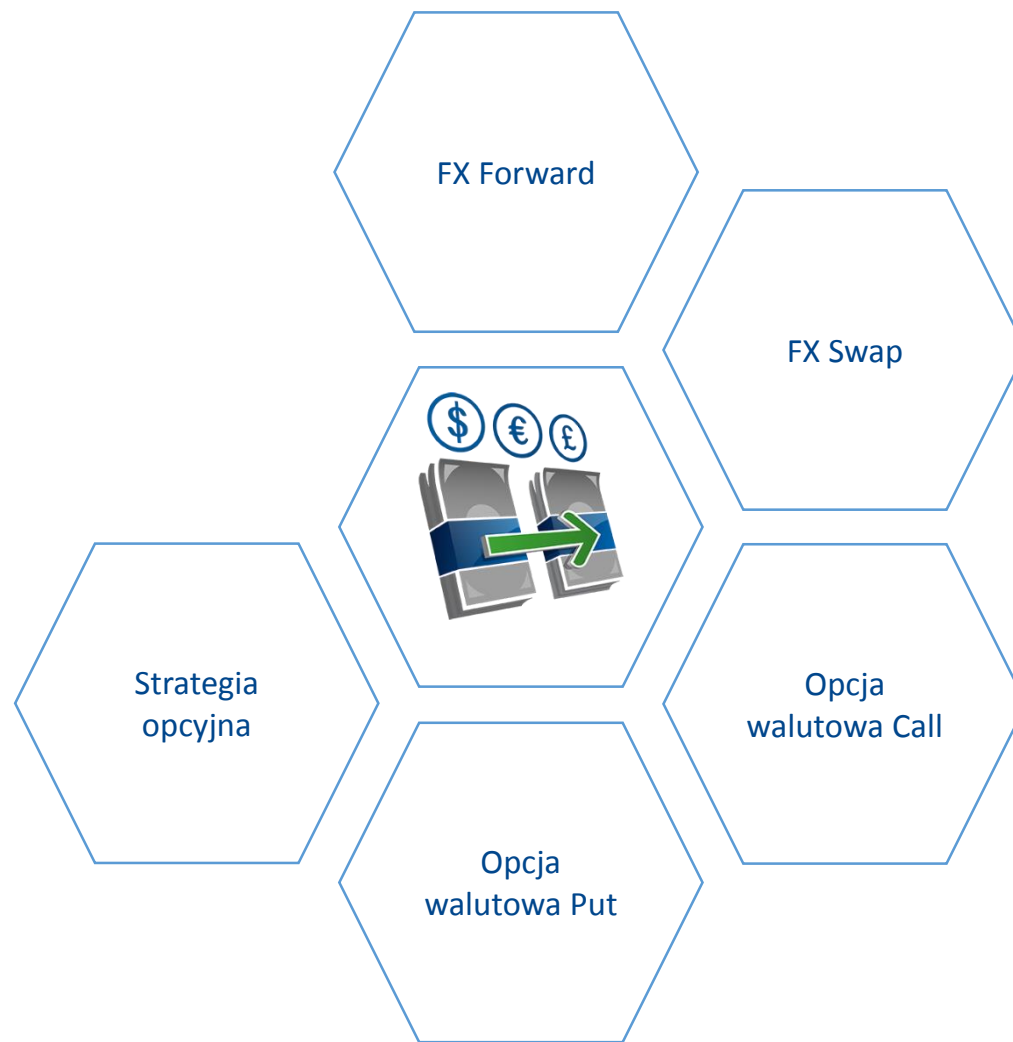 FX Forward
FX Swap
$ € £
Strategia
opcyjna
Opcja
walutowa Call
Opcja
walutowa Put